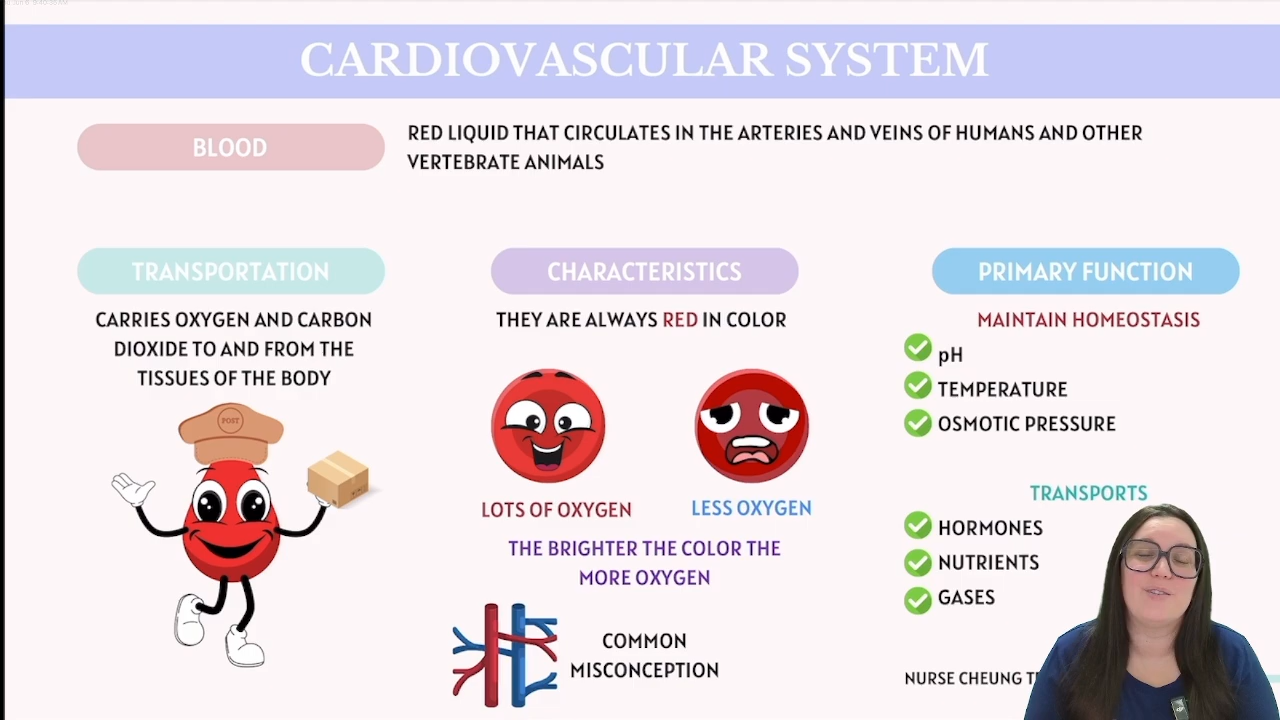 CARDIOVASCULAR SYSTEM
BLOOD
RED LIQUID THAT CIRCULATES IN THE ARTERIES AND VEINS OF HUMANS AND OTHER
VERTEBRATE ANIMALS
TRANSPORTATION
CARRIES OXYGEN AND CARBON
DIOXIDE TO AND FROM THE
TISSUES OF THE BODY
POST
CHARACTERISTICS
THEY ARE ALWAYS RED IN COLOR
LOTS OF OXYGEN
LESS OXYGEN
THE BRIGHTER THE COLOR THE
MORE OXYGEN
COMMON
MISCONCEPTION
PRIMARY FUNCTION
MAINTAIN HOMEOSTASIS
pH
TEMPERATURE
OSMOTIC PRESSURE
TRANSPORTS
HORMONES
NUTRIENTS
GASES
NURSE CHEUNG